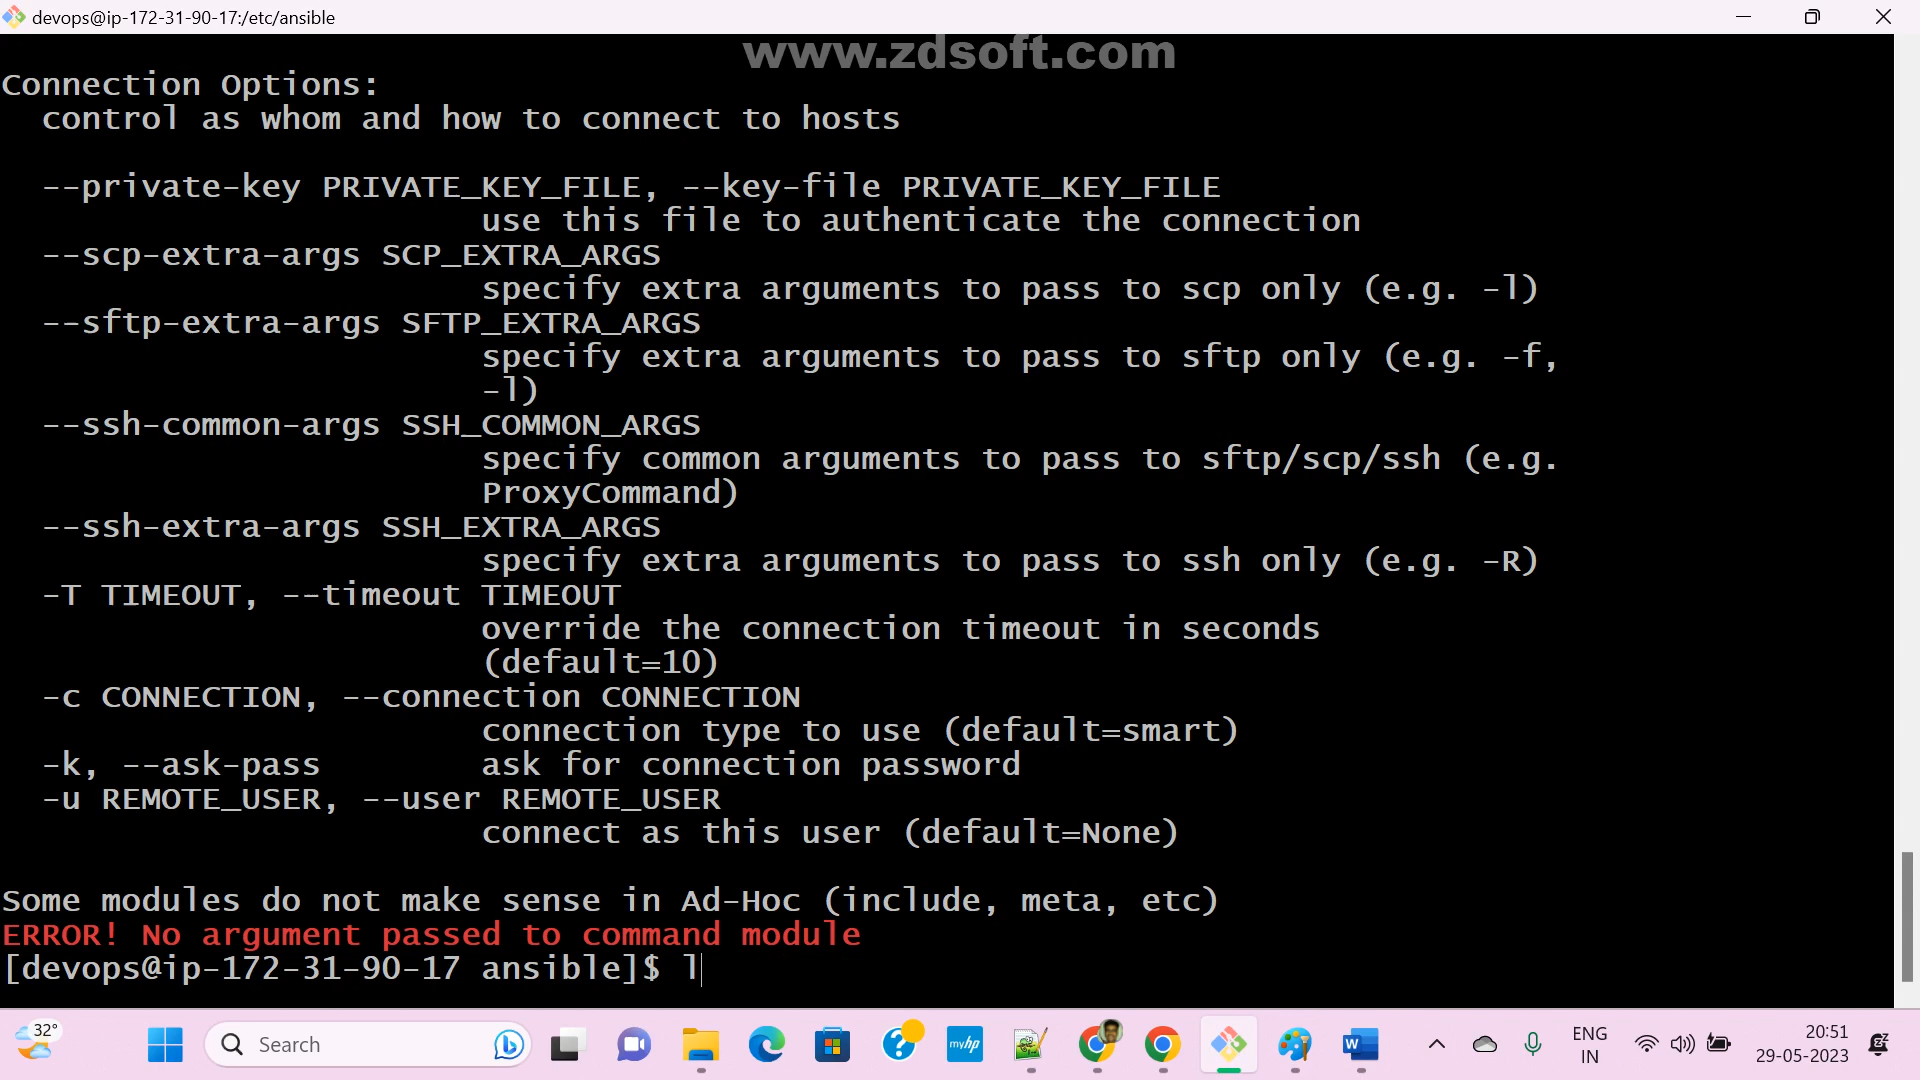 devops@ip-172-31-90-17:/etc/ansible
www.zdsoft.com
Connection Options:
control as whom and how to connect to hosts
--private-key PRIVATE_KEY_FILE, --key-file PRIVATE_KEY_FILE
use this file to authenticate the connection
--scp-extra-args SCP_EXTRA_ARGS
specify extra arguments to pass to scp only (e.g. -l)
--sftp-extra-args SFTP_EXTRA_ARGS
specify extra arguments to pass to sftp only (e.g. -f,
-l)
--ssh-common-args SSH_COMMON_ARGS
specify common arguments to pass to sftp/scp/ssh (e.g.
ProxyCommand)
--ssh-extra-args SSH_EXTRA_ARGS
specify extra arguments to pass to ssh only (e.g. -R)
-T TIMEOUT, --timeout TIMEOUT
override the connection timeout in seconds
(default=10)
-c CONNECTION, --connection CONNECTION
connection type to use (default=smart)
-k, --ask-pass ask for connection password
-u REMOTE_USER, --user REMOTE_USER
connect as this user (default=None)
Some modules do not make sense in Ad-Hoc (include, meta, etc)
ERROR! No argument passed to command module
[devops@ip-172-31-90-17 ansible]$ l
32°
Search
myhp
W
ENG
IN
20:51
29-05-2023